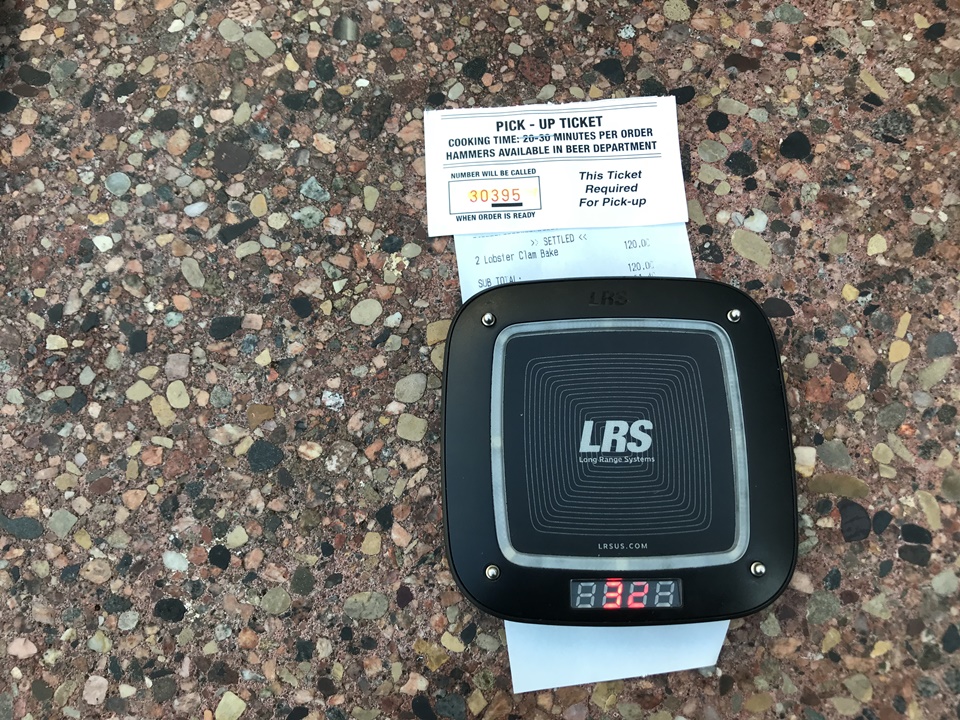 PICK - UP TICKET
COOKING TIME: 20-30 MINUTES PER ORDER
HAMMERS AVAILABLE IN BEER DEPARTMENT
NUMBER WILL BE CALLED
30395
WHEN ORDER IS READY
This Ticket
Required
For Pick-up
>> SETTLED <<
2 Lobster Clam Bake 120.00
SUB TOTAL: 120.00
LRS
LRS
Long Range Systems
LRSUS.COM
32